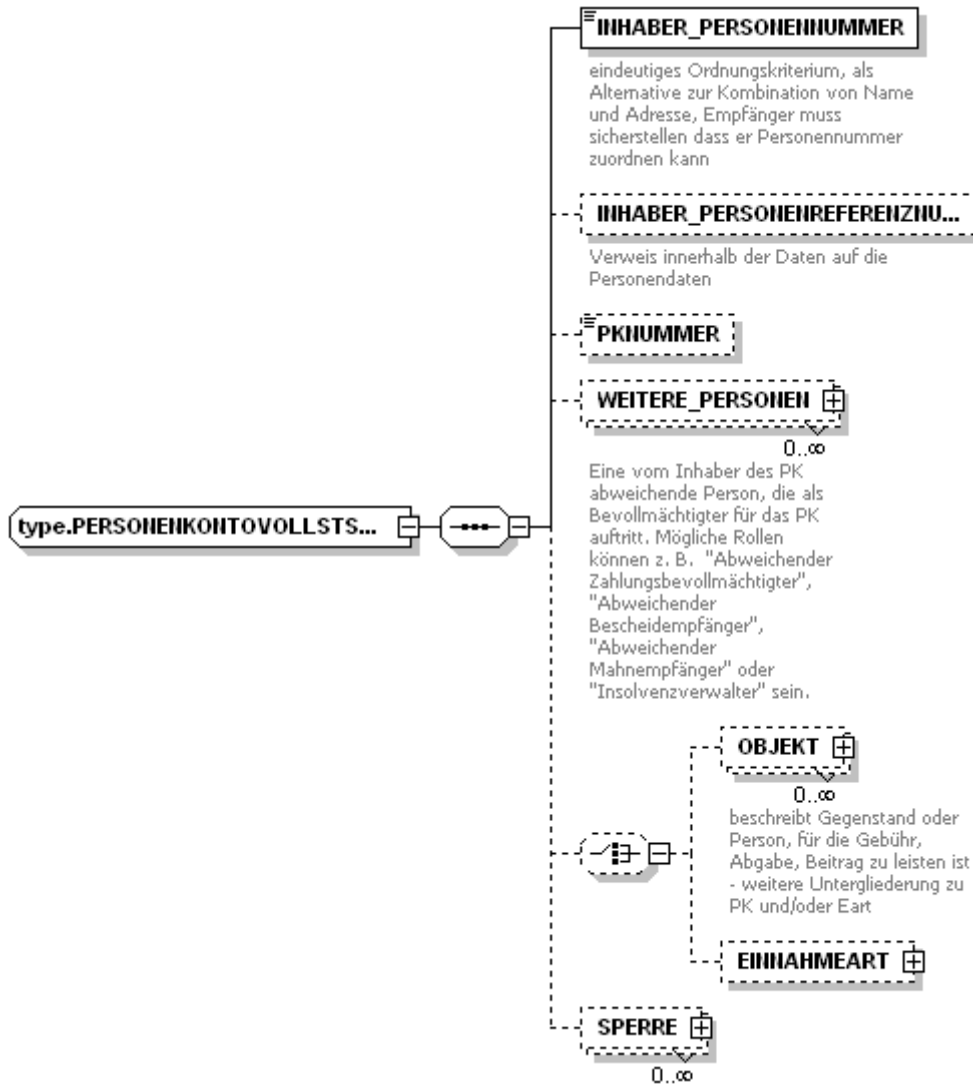 INHABER_PERSONENNUMMER
eindeutiges Ordnungskriterium, als
Alternative zur Kombination von Name
und Adresse, Empfänger muss
sicherstellen dass er Personennummer
zuordnen kann
INHABER_PERSONENREFERENZNU...
Verweis innerhalb der Daten auf die
Personendaten
PKNUMMER
WEITERE_PERSONEN
0..∞
Eine vom Inhaber des PK
abweichende Person, die als
Bevollmächtigter für das PK
auftritt. Mögliche Rollen
können z. B. "Abweichender
Zahlungsbevollmächtigter",
"Abweichender
Bescheidempfänger",
"Abweichender
Mahnempfänger" oder
"Insolvenzverwalter" sein.
type.PERSONENKONTOVOLLSTS...
OBJEKT
0..∞
beschreibt Gegenstand oder
Person, für die Gebühr,
Abgabe, Beitrag zu leisten ist
- weitere Untergliederung zu
PK und/oder Eart
EINNAHMEART
SPERRE
0..∞